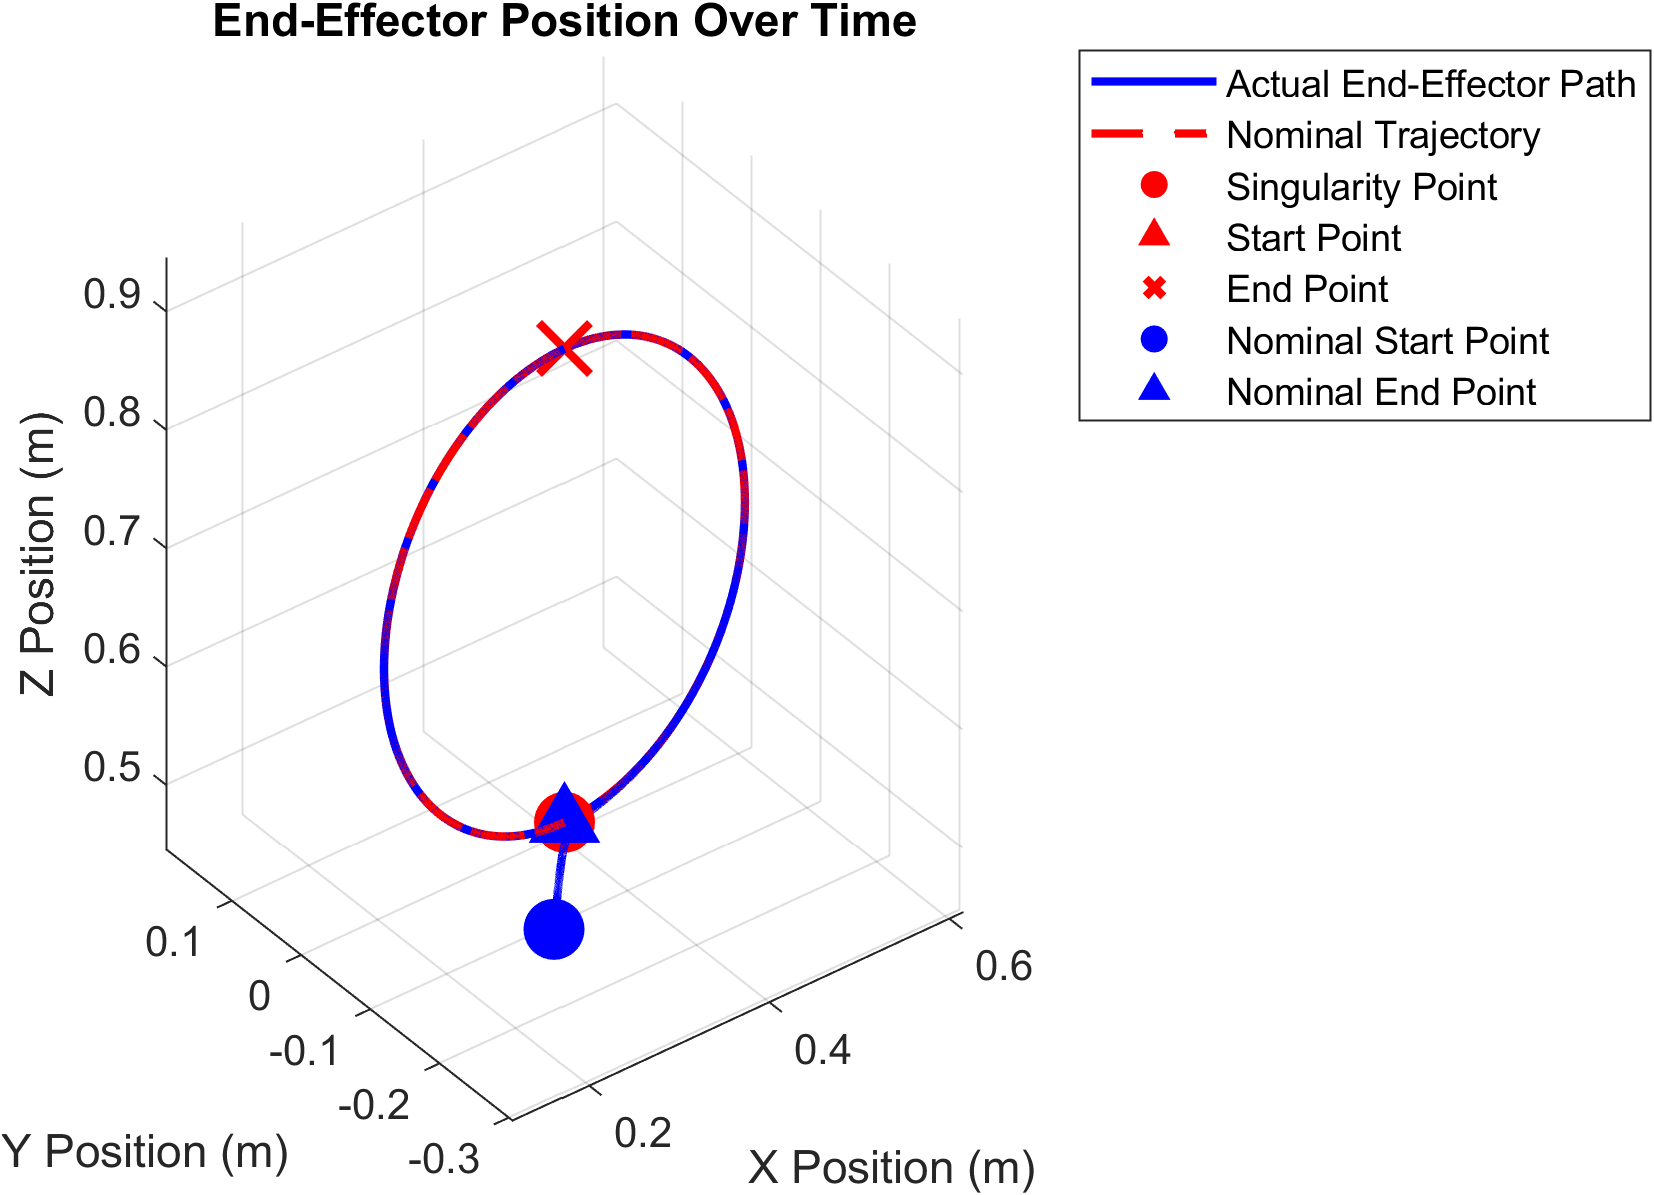 End-Effector Position Over Time
Actual End-Effector Path
Nominal Trajectory
Singularity Point
Start Point
End Point
Nominal Start Point
Nominal End Point
0.9
0.8
0.7
0.6
0.5
Z Position (m)
0.1
0
-0.1
-0.2
-0.3
Y Position (m)
0.2
0.4
0.6
X Position (m)